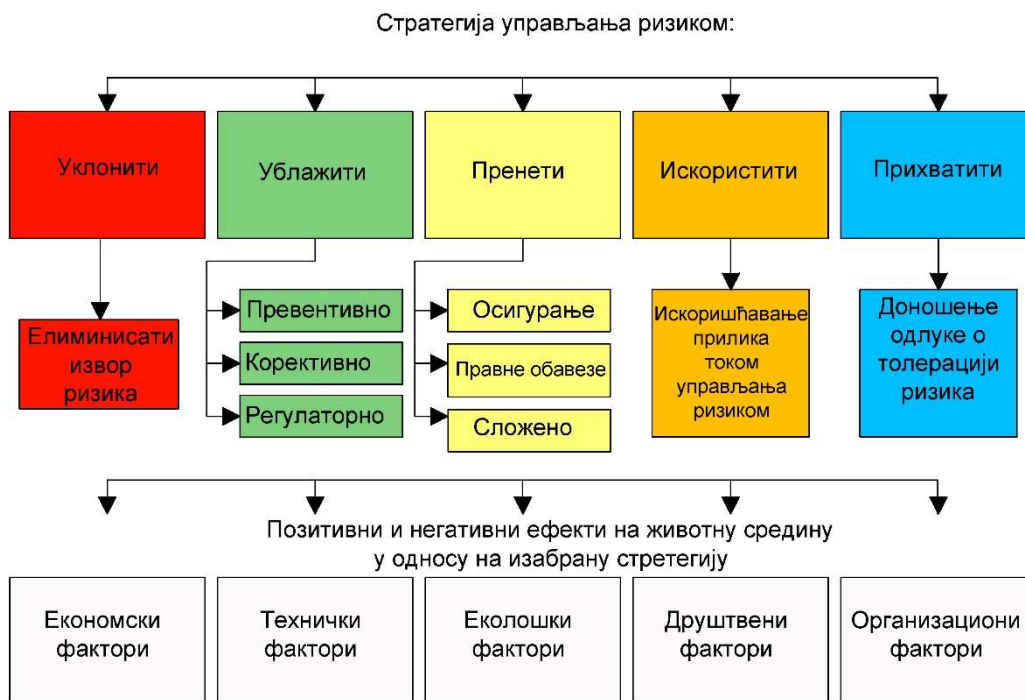 Стратегија управљања ризиком:
Уклонити
Ублажити
Пренети
Искористити
Прихватити
Елиминисати
извор
ризика
Превентивно
Корективно
Регулаторно
Осигурање
Правне обавезе
Сложено
Искоришћавање
прилика
током
управљања
ризиком
Доношење
одлуке о
толерацији
ризика
Позитивни и негативни ефекти на животну средину
у односу на изабрану стретегију
Економски
фактори
Технички
фактори
Еколошки
фактори
Друштвени
фактори
Организациони
фактори